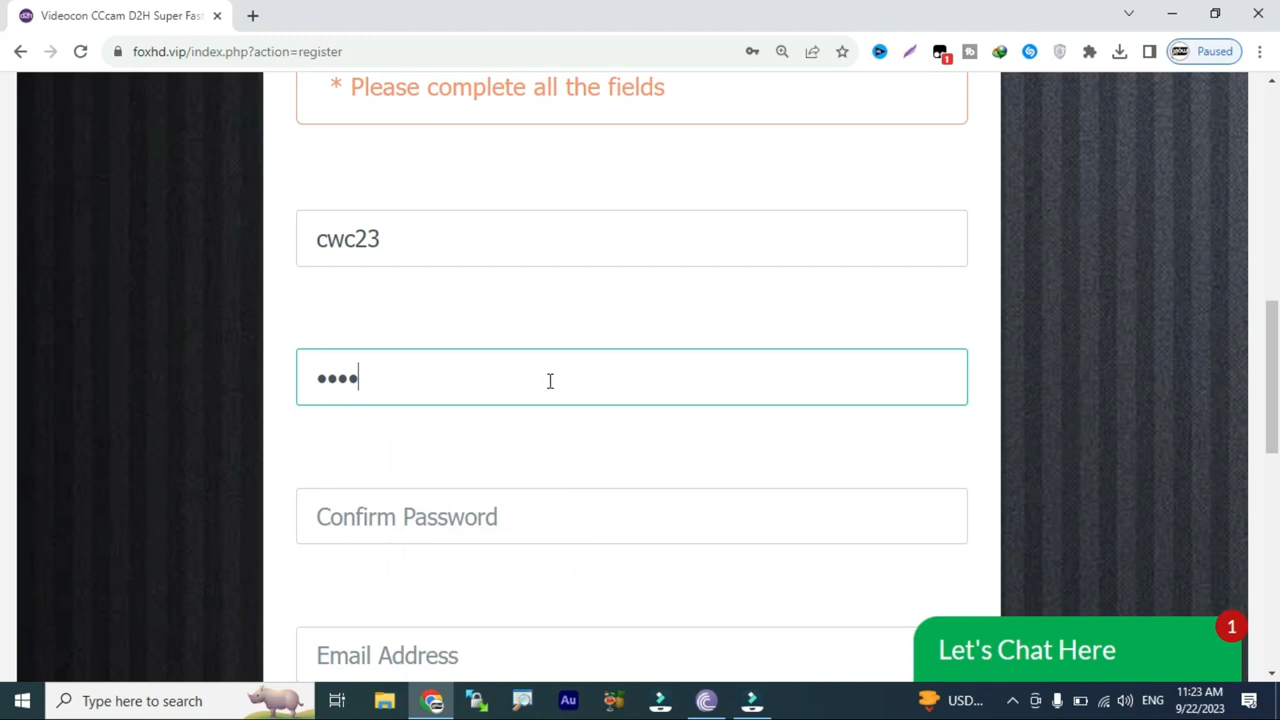 Videocon CCcam D2H Super Fast
foxhd.vip/index.php?action=register
1
Paused
* Please complete all the fields
cwc23
••••
Confirm Password
Email Address
1
Let's Chat Here
Type here to search
Au
USD...
ENG
11:23 AM
9/22/2023